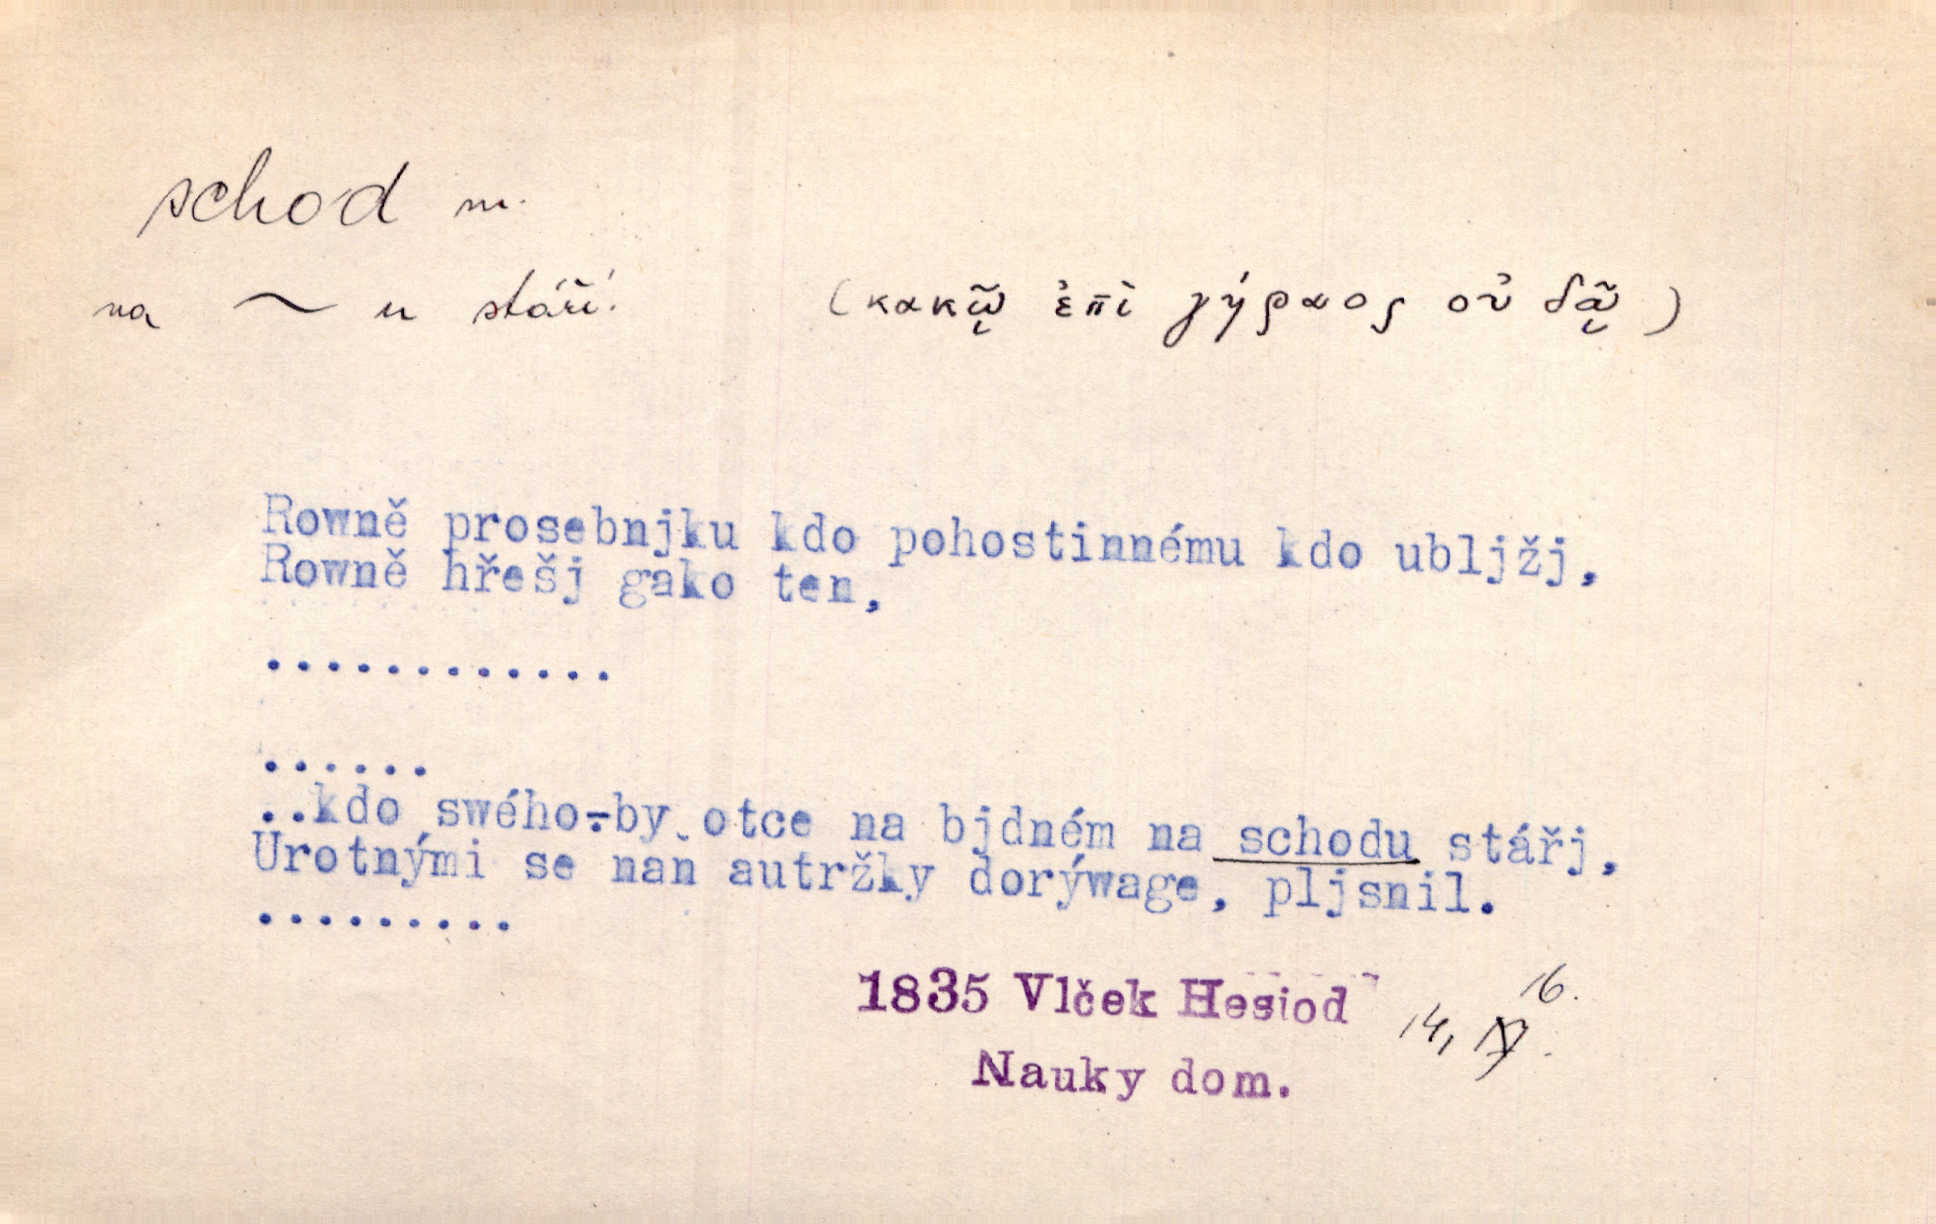 schod m.
na ~ u stáří. (κακῷ ἐπὶ γήραος οὐδῷ)
Rowně prosebnjku kdo pohostinnému kdo ubljžj,
Rowně hřešj gako ten,
.............
......
..kdo swého-by otce na bjdném na schodu stářj,
Urotnými se naň autržky dorýwage, pljsnil.
.........
1835 Vlček Hesiod 14, 16.
Nauky dom.